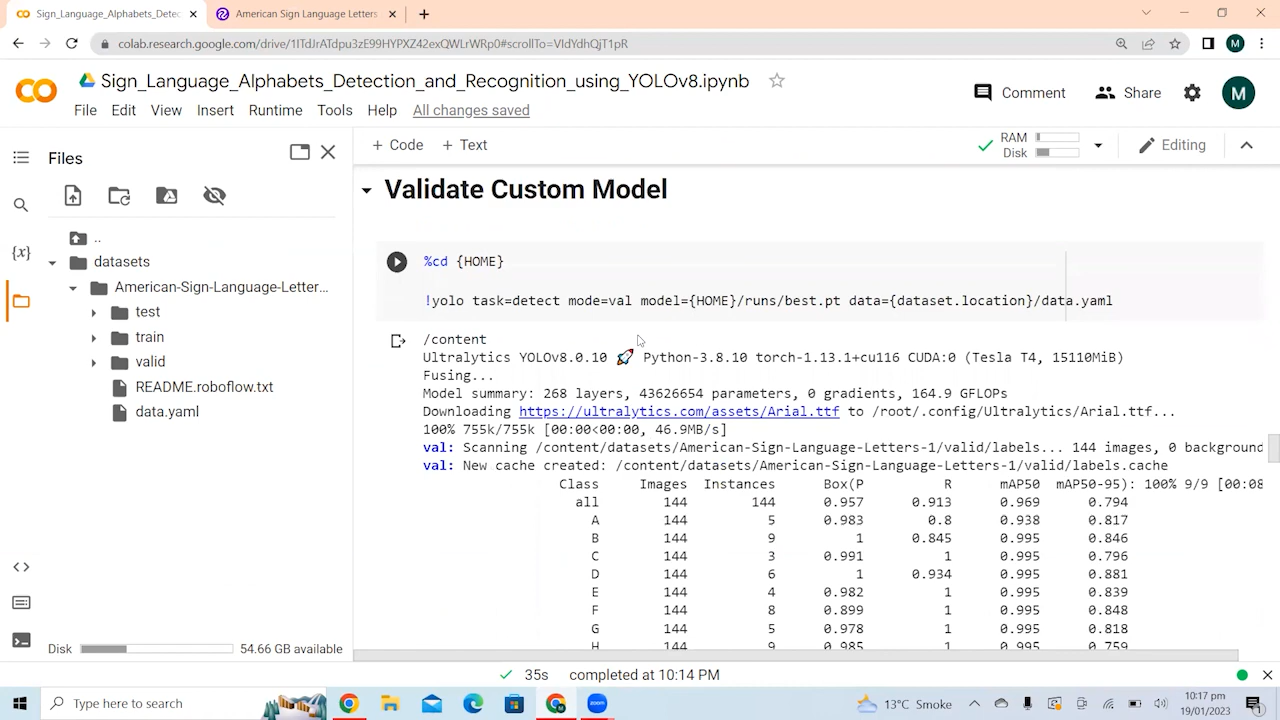 Sign_Language_Alphabets_Detec
American Sign Language Letters
colab.research.google.com/drive/1ITdJrATdpu3zE99HYPXZ42exQWLrWRp0#scrollTo=VIdYdhQjT1pR
M
Sign_Language_Alphabets_Detection_and_Recognition_using_YOLOv8.ipynb
Comment
Share
M
File Edit View Insert Runtime Tools Help All changes saved
Files
+ Code + Text
RAM
Disk
Editing
..
datasets
American-Sign-Language-Letter...
test
train
valid
README.roboflow.txt
data.yaml
{x}
Disk 54.66 GB available
Validate Custom Model
%cd {HOME}
!yolo task=detect mode=val model={HOME}/runs/best.pt data={dataset.location}/data.yaml
/content
Ultralytics YOLOv8.0.10 🚀 Python-3.8.10 torch-1.13.1+cu116 CUDA:0 (Tesla T4, 15110MiB)
Fusing...
Model summary: 268 layers, 43626654 parameters, 0 gradients, 164.9 GFLOPs
Downloading https://ultralytics.com/assets/Arial.ttf to /root/.config/Ultralytics/Arial.ttf...
100% 755k/755k [00:00<00:00, 46.9MB/s]
val: Scanning /content/datasets/American-Sign-Language-Letters-1/valid/labels... 144 images, 0 background
val: New cache created: /content/datasets/American-Sign-Language-Letters-1/valid/labels.cache
Class Images Instances Box(P R mAP50 mAP50-95): 100% 9/9 [00:08
all 144 144 0.957 0.913 0.969 0.794
A 144 5 0.983 0.8 0.938 0.817
B 144 9 1 0.845 0.995 0.846
C 144 3 0.991 1 0.995 0.796
D 144 6 1 0.934 0.995 0.881
E 144 4 0.982 1 0.995 0.839
F 144 8 0.899 1 0.995 0.848
G 144 5 0.978 1 0.995 0.818
H 144 9 0.985 1 0.995 0.759
35s completed at 10:14 PM
Type here to search
zoom
13°C Smoke
10:17 pm
19/01/2023